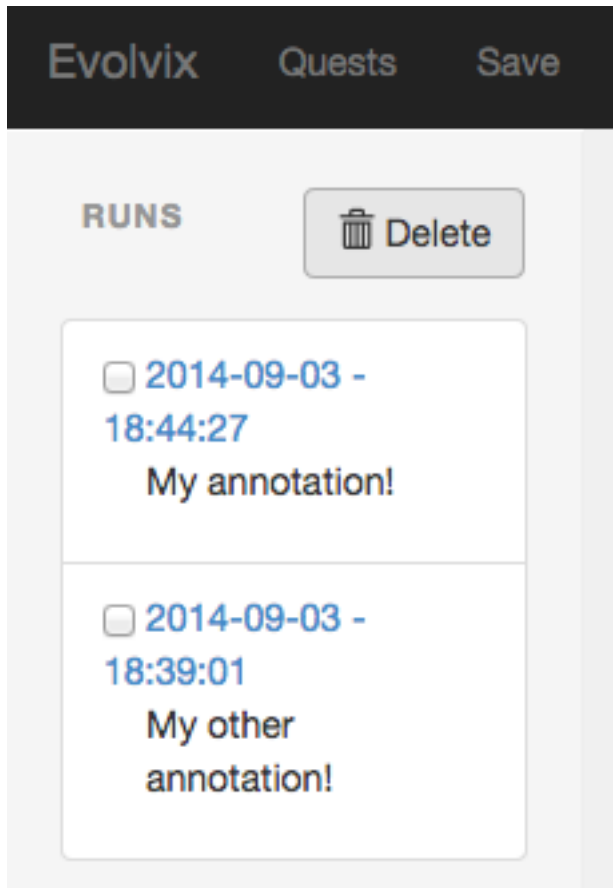 Evolvix Quests Save
RUNS Delete
2014-09-03 -
18:44:27
My annotation!
2014-09-03 -
18:39:01
My other
annotation!